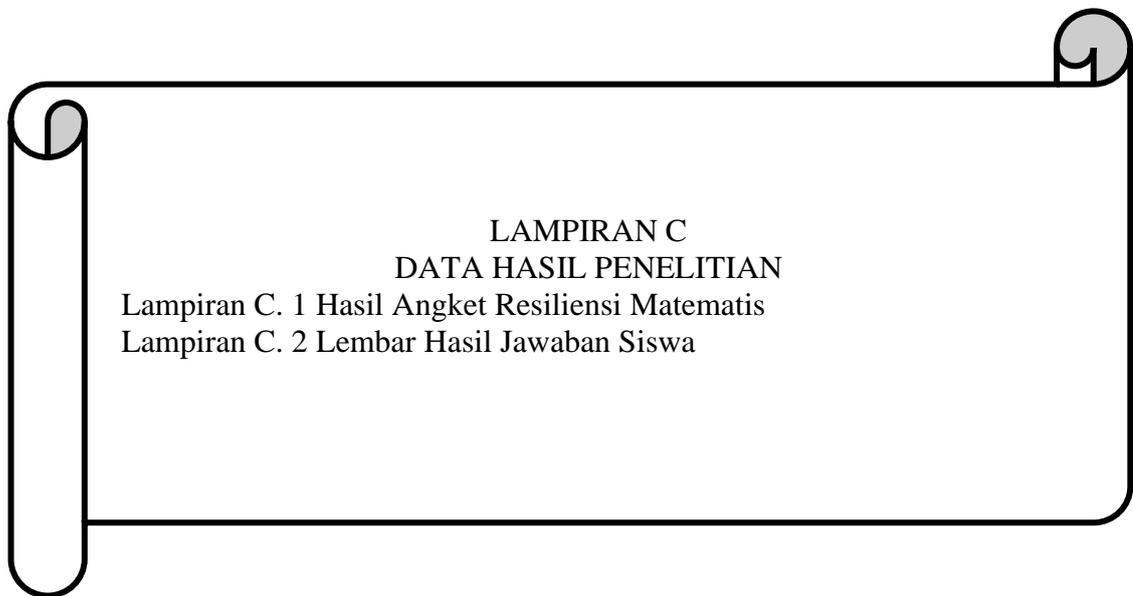 LAMPIRAN C
DATA HASIL PENELITIAN
Lampiran C. 1 Hasil Angket Resiliensi Matematis
Lampiran C. 2 Lembar Hasil Jawaban Siswa